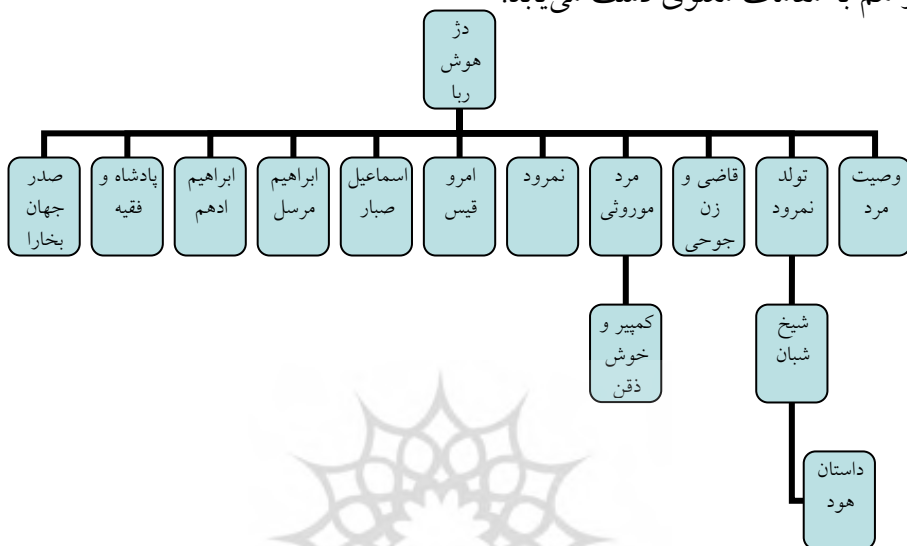 دژ
هوش
ربا
وصیت
مرد
تولد
نمرود
قاضی و
زن
جوحی
مرد
موروثی
نمرود
امرو
قیس
اسماعیل
صبار
ابراهیم
مرسل
ابراهیم
ادهم
پادشاه و
فقیه
صدر
جهان
بخارا
شیخ
شبان
کمپیر و
خوش
ذقن
داستان
هود